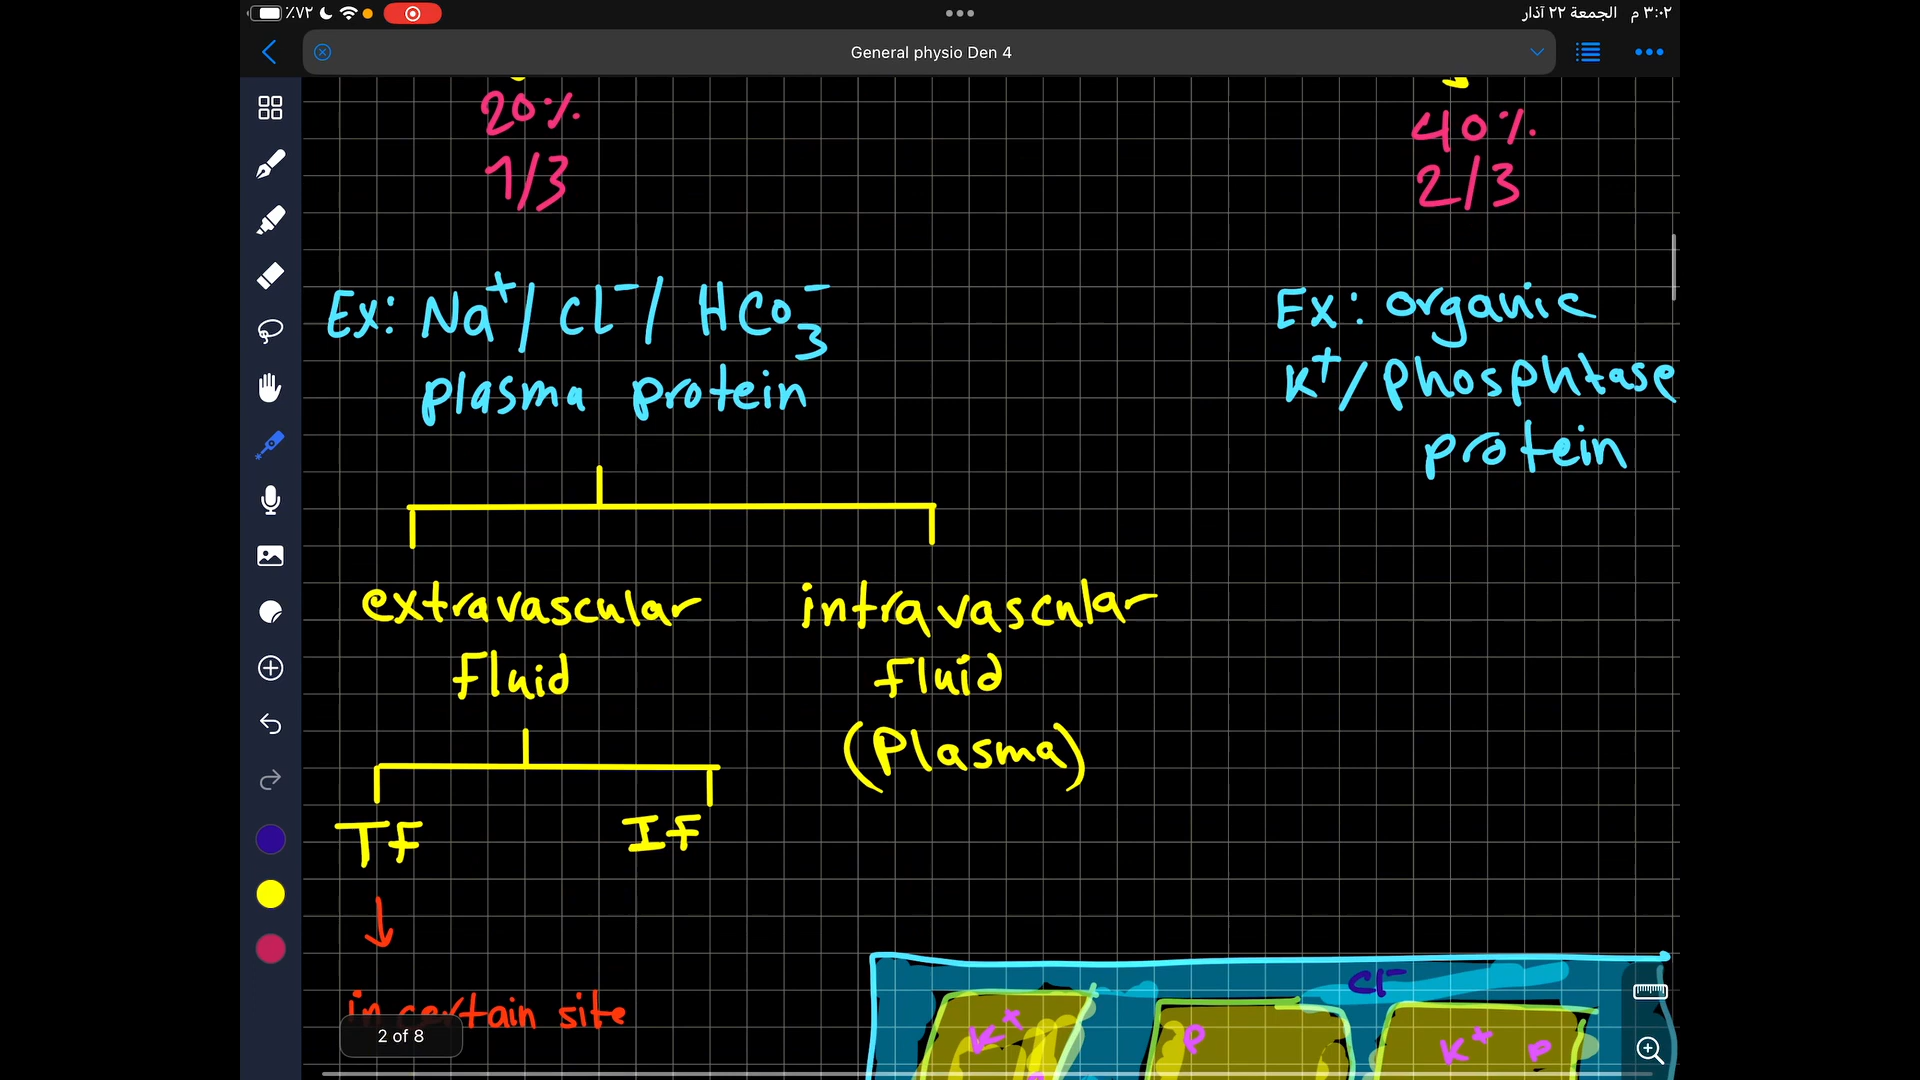 ٪٧٢
٣:٠٢ م الجمعة ٢٢ آذار
General physio Den 4
20%
1/3
40%
2/3
Ex: Na⁺/ Cl⁻/ HCO₃⁻
plasma protein
Ex: organic
K⁺/ phosphtase
protein
extravascular
fluid
intravascular
fluid
(Plasma)
TF
IF
in certain site
2 of 8
Cl⁻
K⁺
P
K⁺ P